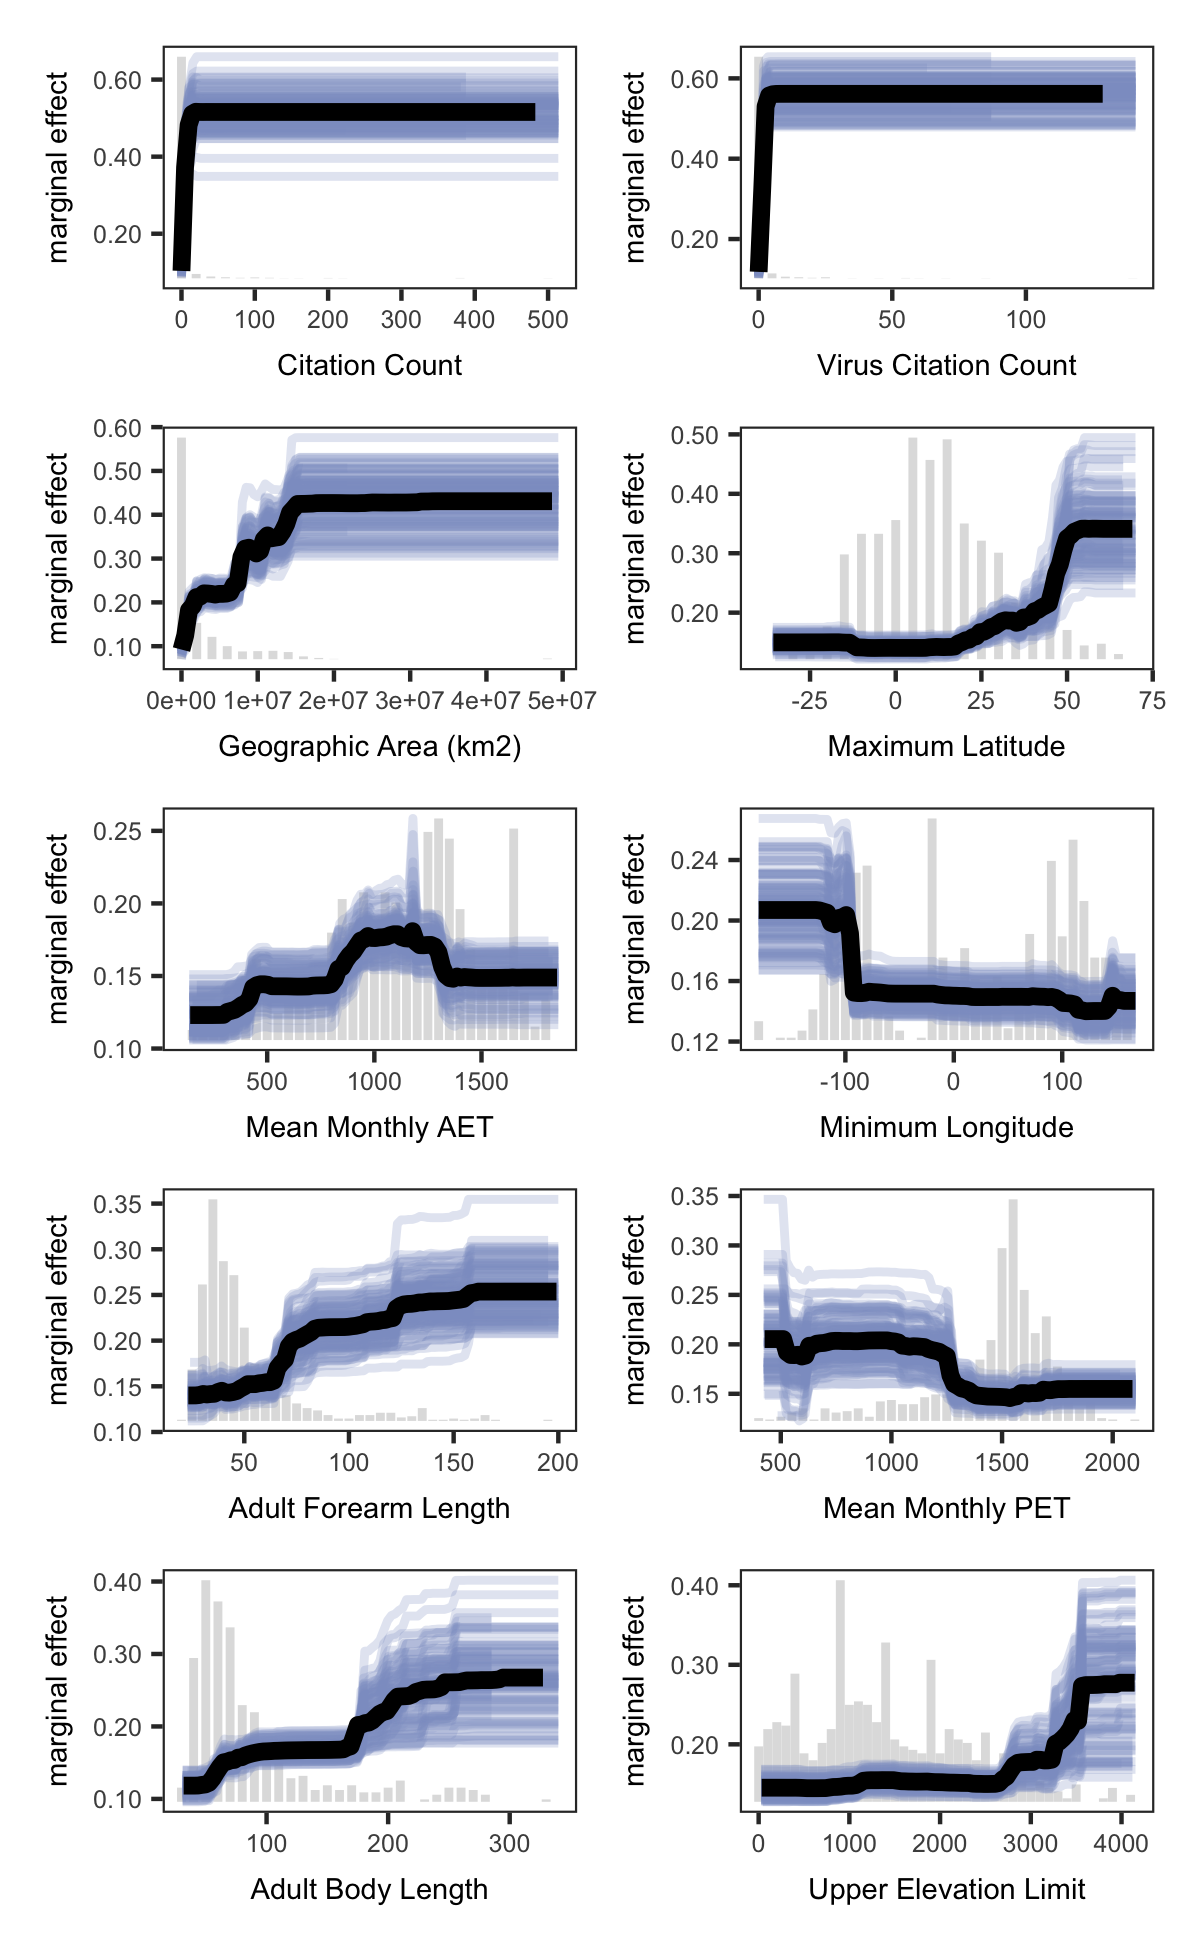 marginal effect
0.60
0.40
0.20
0 100 200 300 400 500
Citation Count
marginal effect
0.60
0.40
0.20
0 50 100
Virus Citation Count
marginal effect
0.60
0.50
0.40
0.30
0.20
0.10
0e+00 1e+07 2e+07 3e+07 4e+07 5e+07
Geographic Area (km2)
marginal effect
0.50
0.40
0.30
0.20
-25 0 25 50 75
Maximum Latitude
marginal effect
0.25
0.20
0.15
0.10
500 1000 1500
Mean Monthly AET
marginal effect
0.24
0.20
0.16
0.12
-100 0 100
Minimum Longitude
marginal effect
0.35
0.30
0.25
0.20
0.15
0.10
50 100 150 200
Adult Forearm Length
marginal effect
0.35
0.30
0.25
0.20
0.15
500 1000 1500 2000
Mean Monthly PET
marginal effect
0.40
0.30
0.20
0.10
100 200 300
Adult Body Length
marginal effect
0.40
0.30
0.20
0 1000 2000 3000 4000
Upper Elevation Limit